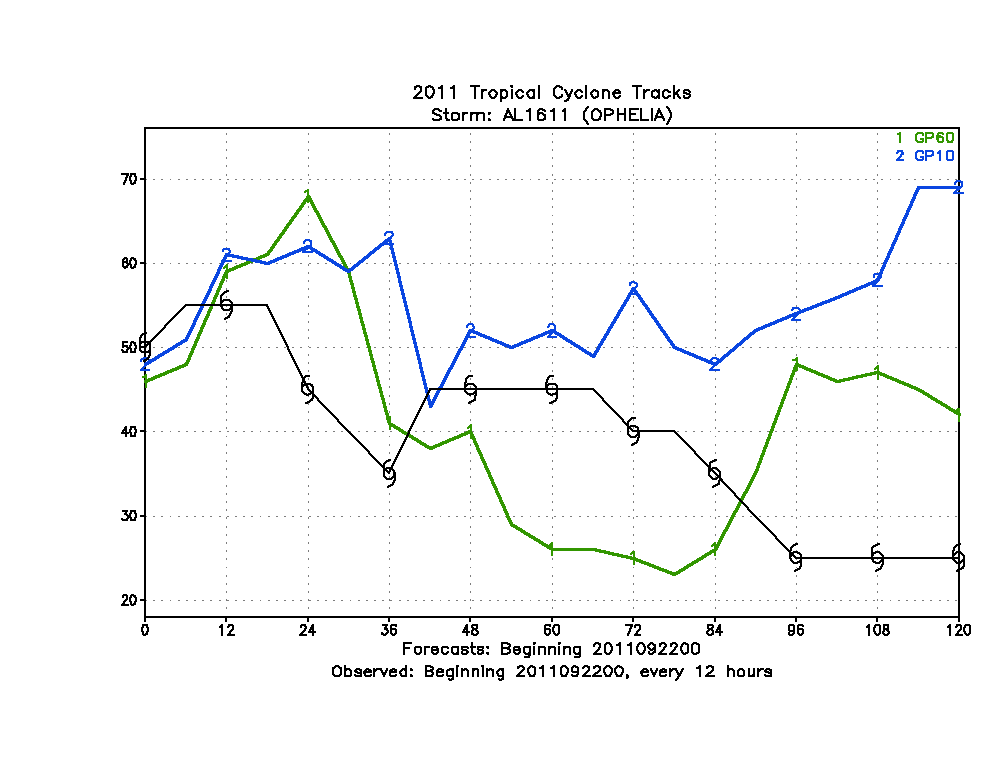 2011 Tropical Cyclone Tracks
Storm: AL1611 (OPHELIA)
1 GP60
2 GP10
70
60
50
40
30
20
0 12 24 36 48 60 72 84 96 108 120
Forecasts: Beginning 2011092200
Observed: Beginning 2011092200, every 12 hours